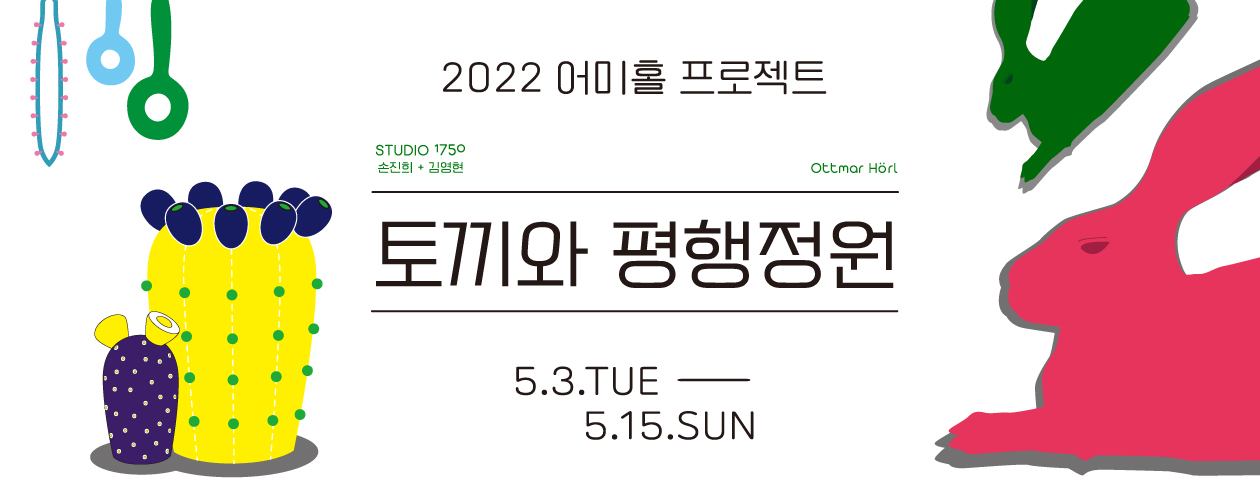 2022 어미홀 프로젝트
STUDIO 1750
손진희 + 김영현
Ottmar Hörl
토끼와 평행정원
5.3.TUE —
5.15.SUN